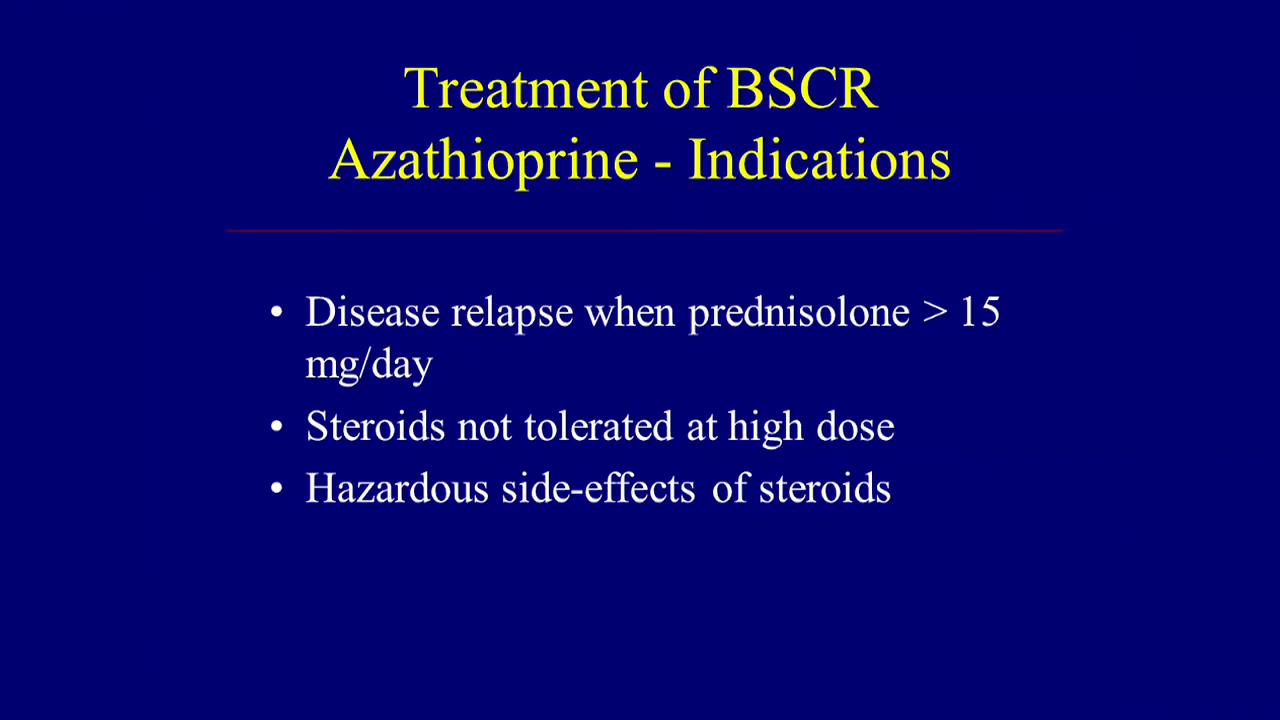 Treatment of BSCR
Azathioprine - Indications
• Disease relapse when prednisolone > 15
mg/day
• Steroids not tolerated at high dose
• Hazardous side-effects of steroids